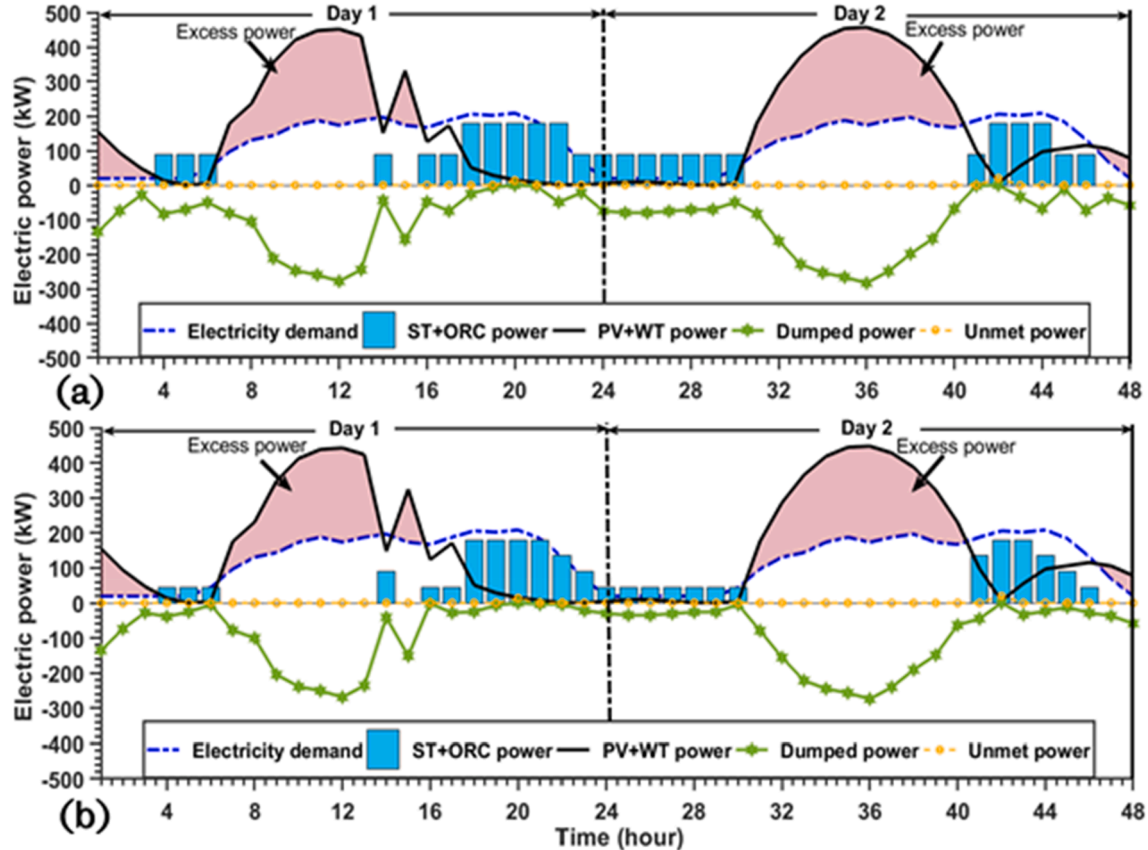 Day 1
Day 2
Excess power
Excess power
500
400
300
200
100
0
-100
-200
-300
-400
-500
Electric power (kW)
Electricity demand
ST+ORC power
PV+WT power
Dumped power
Unmet power
4 8 12 16 20 24 28 32 36 40 44 48
(a)
Day 1
Day 2
Excess power
Excess power
500
400
300
200
100
0
-100
-200
-300
-400
-500
Electric power (kW)
Electricity demand
ST+ORC power
PV+WT power
Dumped power
Unmet power
4 8 12 16 20 24 28 32 36 40 44 48
(b)
Time (hour)